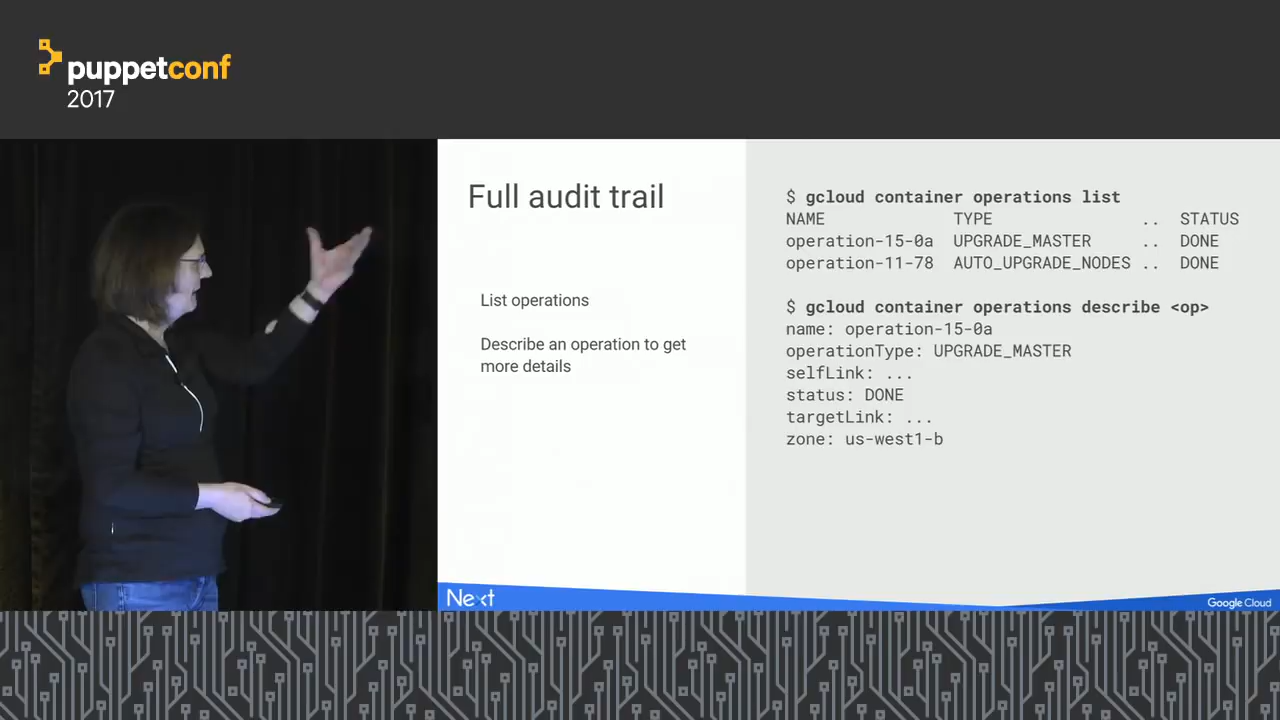 puppetconf
2017
Full audit trail
List operations
Describe an operation to get
more details
$ gcloud container operations list
NAME TYPE .. STATUS
operation-15-0a UPGRADE_MASTER .. DONE
operation-11-78 AUTO_UPGRADE_NODES .. DONE
$ gcloud container operations describe <op>
name: operation-15-0a
operationType: UPGRADE_MASTER
selfLink: ...
status: DONE
targetLink: ...
zone: us-west1-b
Next
Google Cloud